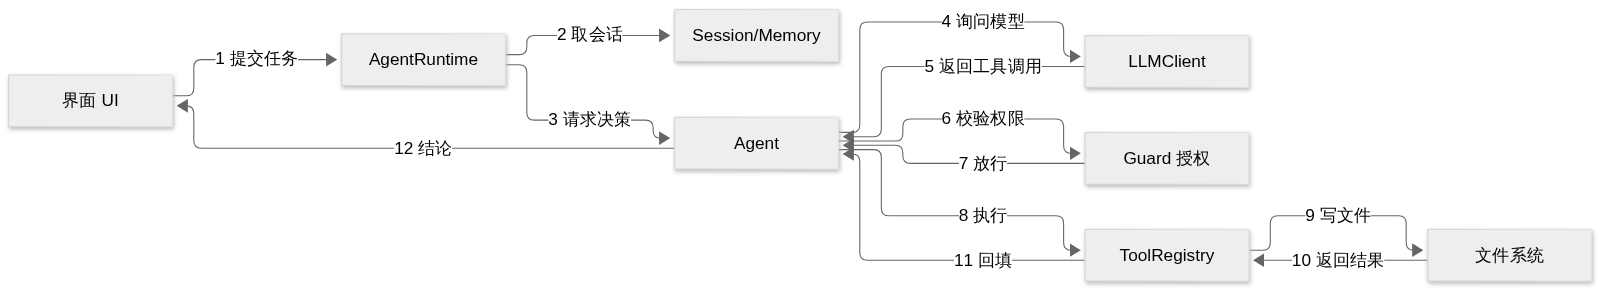 界面 UI
1 提交任务
AgentRuntime
2 取会话
Session/Memory
3 请求决策
Agent
12 结论
4 询问模型
LLMClient
5 返回工具调用
6 校验权限
Guard 授权
7 放行
8 执行
ToolRegistry
9 写文件
文件系统
10 返回结果
11 回填